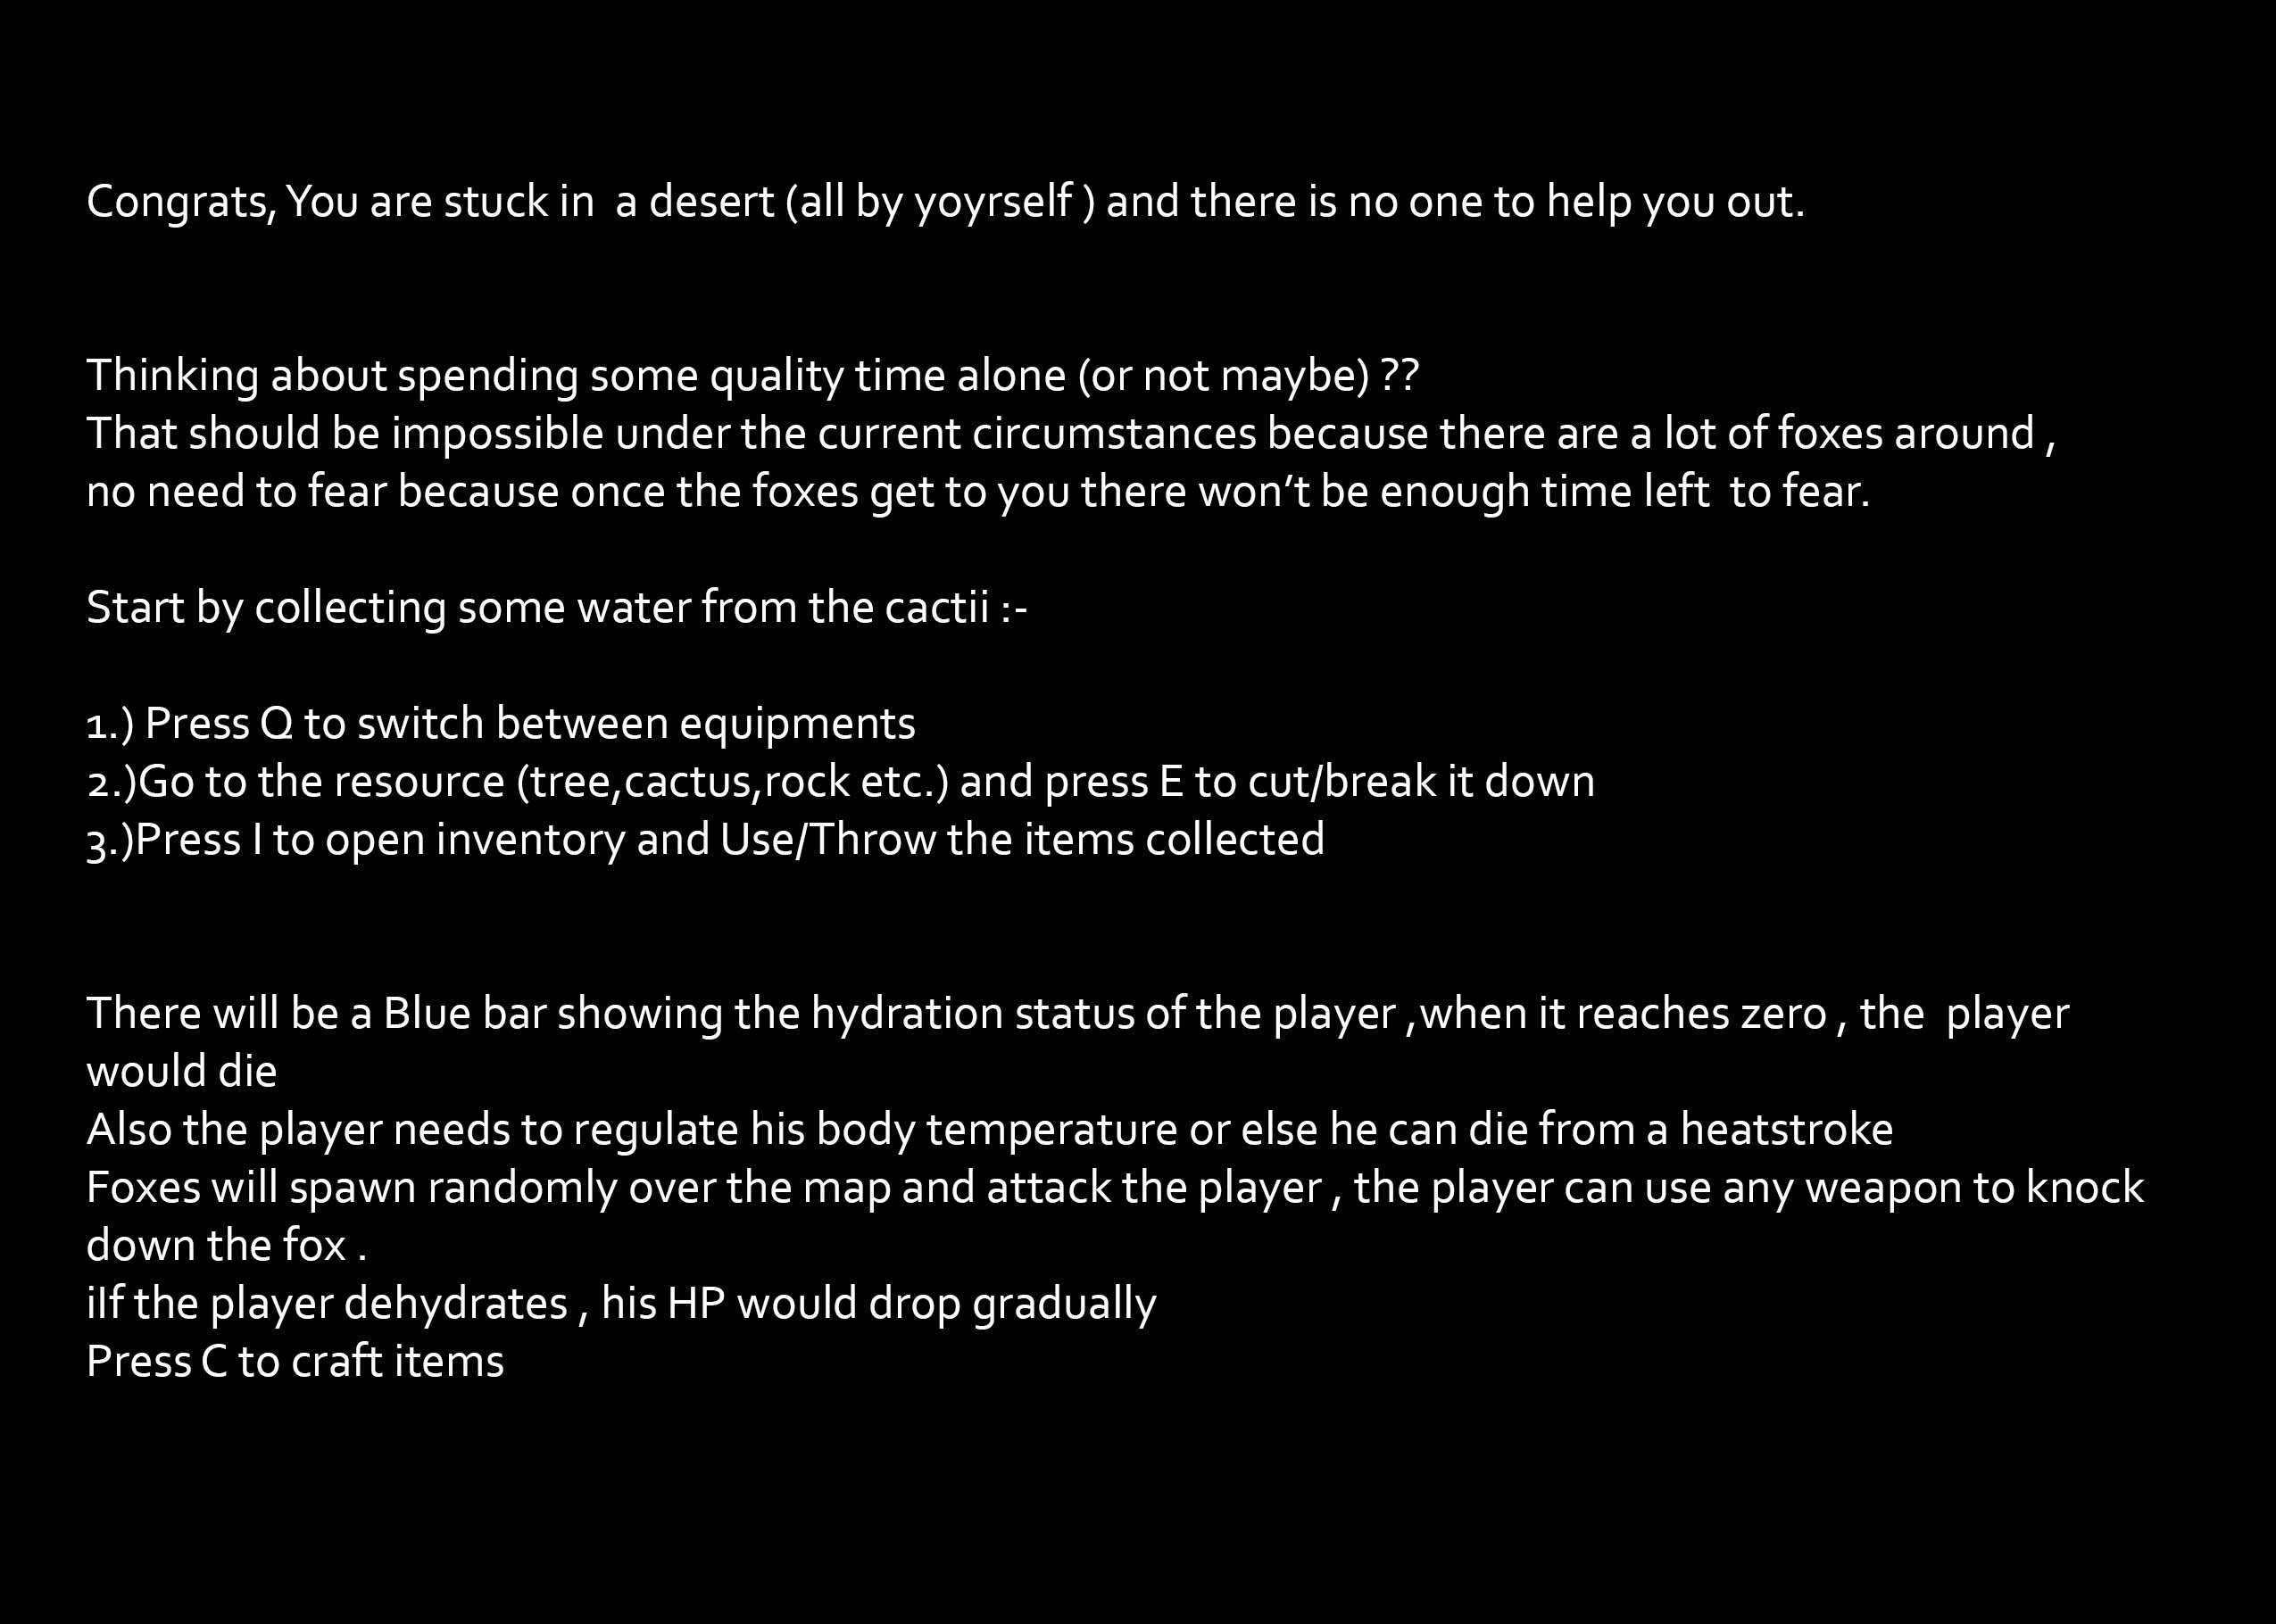 Congrats, You are stuck in  a desert (all by yoyrself ) and there is no one to help you out.
Thinking about spending some quality time alone (or not maybe) ??
That should be impossible under the current circumstances because there are a lot of foxes around ,
no need to fear because once the foxes get to you there won’t be enough time left  to fear.
Start by collecting some water from the cactii :-
1.) Press Q to switch between equipments
2.)Go to the resource (tree,cactus,rock etc.) and press E to cut/break it down
3.)Press I to open inventory and Use/Throw the items collected
There will be a Blue bar showing the hydration status of the player ,when it reaches zero , the  player
would die
Also the player needs to regulate his body temperature or else he can die from a heatstroke
Foxes will spawn randomly over the map and attack the player , the player can use any weapon to knock
down the fox .
iIf the player dehydrates , his HP would drop gradually
Press C to craft items